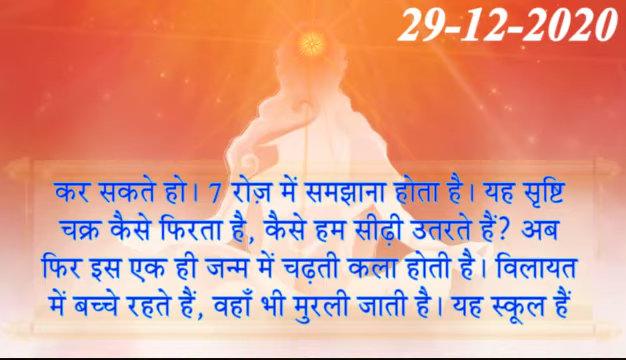 29-12-2020
कर सकते हो। 7 रोज़ में समझाना होता है। यह सृष्टि
चक्र कैसे फिरता है, कैसे हम सीढ़ी उतरते हैं? अब
फिर इस एक ही जन्म में चढ़ती कला होती है। विलायत
में बच्चे रहते हैं, वहाँ भी मुरली जाती है। यह स्कूल हैं